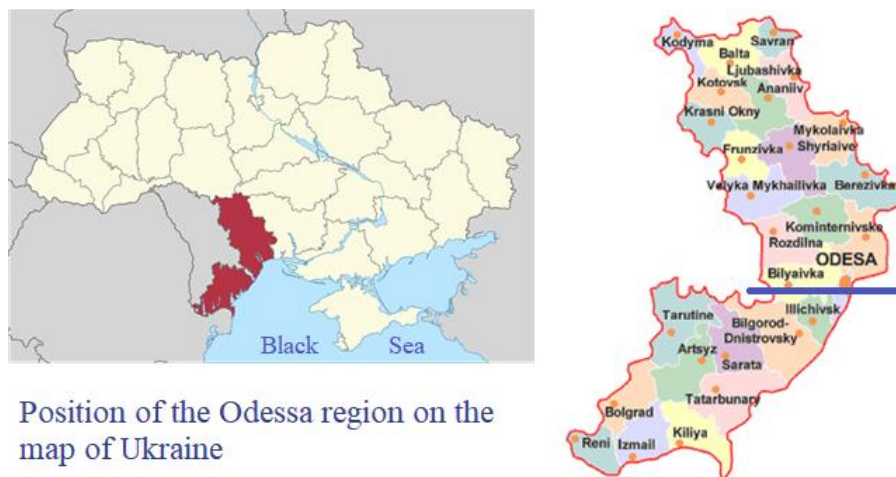 Black Sea
Position of the Odessa region on the
map of Ukraine
Kodyma
Savran
Balta
Ljubashivka
Kotovsk
Ananiiv
Krasni Okny
Mykolaivka
Shyriaive
Frunzivka
Velyka Mykhailivka
Berezivka
Kominternivske
Rozdilna
ODESA
Bilyaivka
Illichivsk
Tarutine
Bilgorod-
Dnistrovsky
Artsyz
Sarata
Tatarbunary
Bolgrad
Reni
Izmail
Kiliya